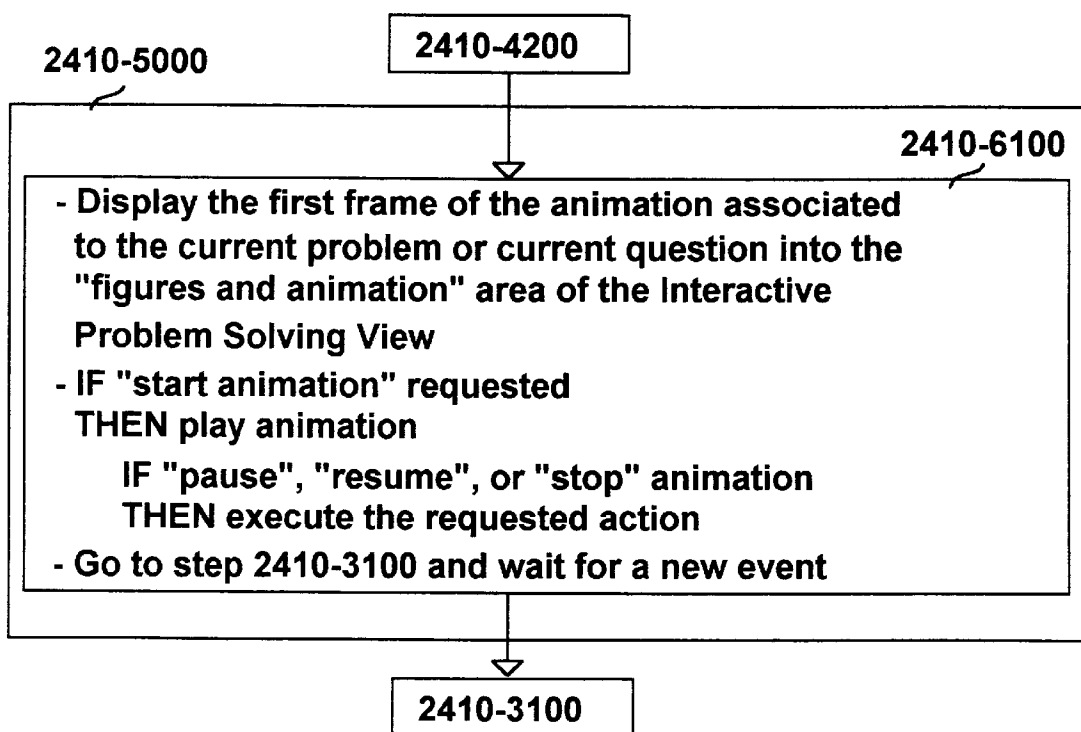 2410-4200
2410-5000
2410-6100
- Display the first frame of the animation associated
to the current problem or current question into the
"figures and animation" area of the Interactive
Problem Solving View
- IF "start animation" requested
THEN play animation
IF "pause", "resume", or "stop" animation
THEN execute the requested action
- Go to step 2410-3100 and wait for a new event
2410-3100